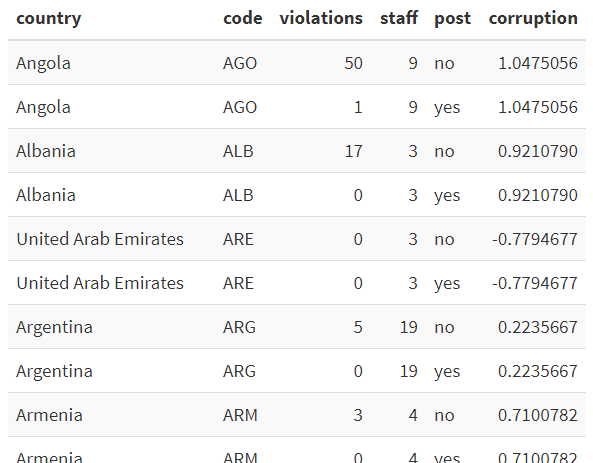 country code violations staff post corruption
Angola AGO 50 9 no 1.0475056
Angola AGO 1 9 yes 1.0475056
Albania ALB 17 3 no 0.9210790
Albania ALB 0 3 yes 0.9210790
United Arab Emirates ARE 0 3 no -0.7794677
United Arab Emirates ARE 0 3 yes -0.7794677
Argentina ARG 5 19 no 0.2235667
Argentina ARG 0 19 yes 0.2235667
Armenia ARM 3 4 no 0.7100782
Armenia ARM 0 4 yes 0.7100782